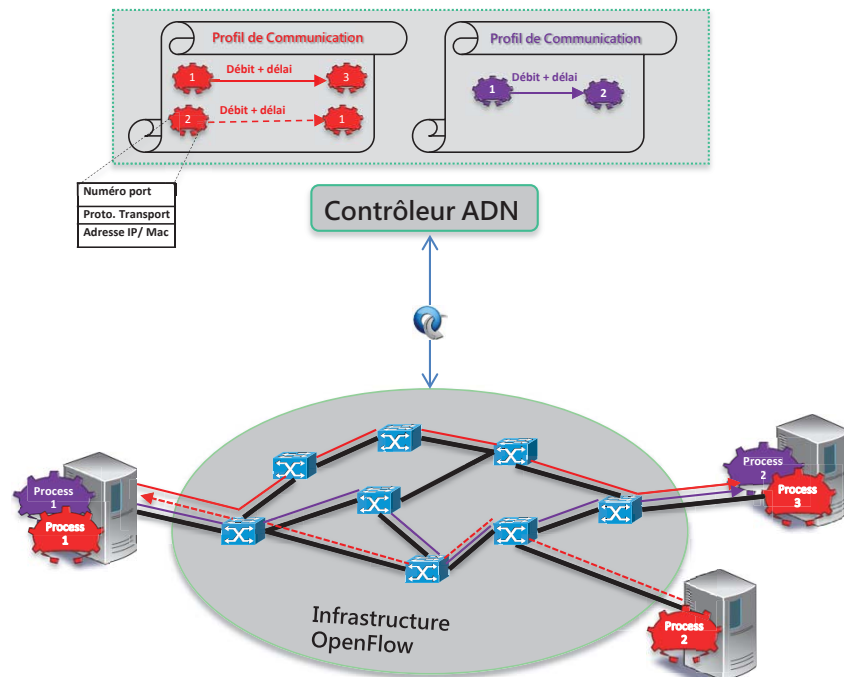 Profil de Communication
1
Débit + délai
3
2
Débit + délai
1
Profil de Communication
1
Débit + délai
2
Numéro port
Proto. Transport
Adresse IP/ Mac
Contrôleur ADN
Process
1
Process
1
Process
2
Process
3
Process
2
Infrastructure
OpenFlow